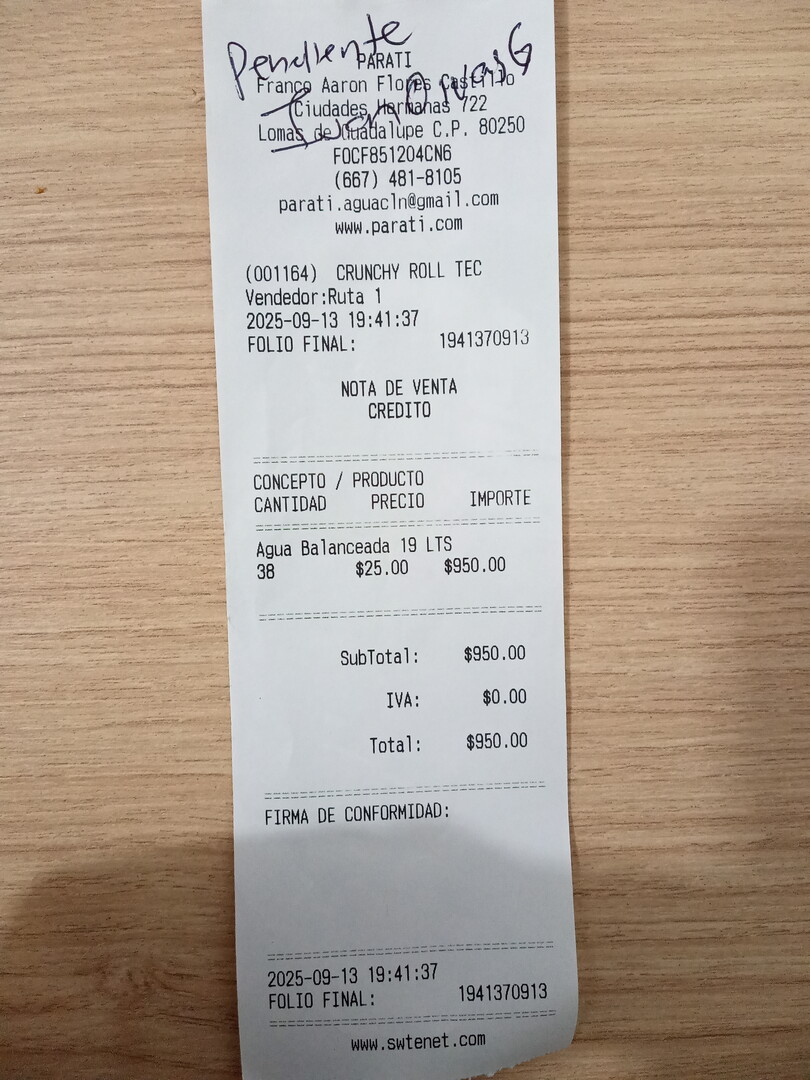 Pendiente
PARATI
Franco Aaron Flores Castillo
Ciudades Hermanas 722
Lomas de Guadalupe C.P. 80250
FOCF851204CN6
(667) 481-8105
parati.aguacln@gmail.com
www.parati.com
(001164) CRUNCHY ROLL TEC
Vendedor:Ruta 1
2025-09-13 19:41:37
FOLIO FINAL: 1941370913
NOTA DE VENTA
CREDITO
CONCEPTO / PRODUCTO
CANTIDAD PRECIO IMPORTE
Agua Balanceada 19 LTS
38 $25.00 $950.00
SubTotal: $950.00
IVA: $0.00
Total: $950.00
FIRMA DE CONFORMIDAD:
2025-09-13 19:41:37
FOLIO FINAL: 1941370913
www.swtenet.com